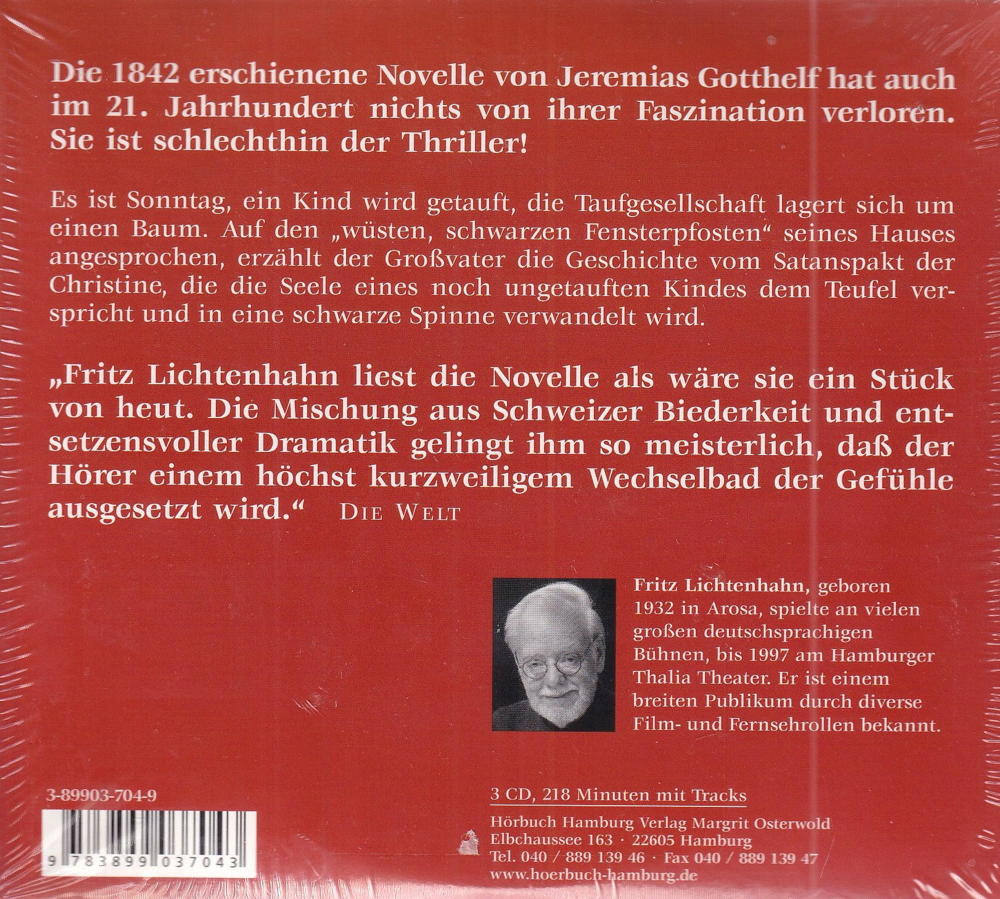 Die 1842 erschienene Novelle von Jeremias Gotthelf hat auch
im 21. Jahrhundert nichts von ihrer Faszination verloren.
Sie ist schlechthin der Thriller!
Es ist Sonntag, ein Kind wird getauft, die Taufgesellschaft lagert sich um
einen Baum. Auf den „wüsten, schwarzen Fensterpfosten“ seines Hauses
angesprochen, erzählt der Großvater die Geschichte vom Satanspakt der
Christine, die die Seele eines noch ungetauften Kindes dem Teufel ver-
spricht und in eine schwarze Spinne verwandelt wird.
„Fritz Lichtenhahn liest die Novelle als wäre sie ein Stück
von heut. Die Mischung aus Schweizer Biederkeit und ent-
setzensvoller Dramatik gelingt ihm so meisterlich, daß der
Hörer einem höchst kurzweiligem Wechselbad der Gefühle
ausgesetzt wird.“ DIE WELT
Fritz Lichtenhahn, geboren
1932 in Arosa, spielte an vielen
großen deutschsprachigen
Bühnen, bis 1997 am Hamburger
Thalia Theater. Er ist einem
breiten Publikum durch diverse
Film- und Fernsehrollen bekannt.
3-89903-704-9
9 783899 037043
3 CD, 218 Minuten mit Tracks
Hörbuch Hamburg Verlag Margrit Osterwold
Elbchaussee 163 · 22605 Hamburg
Tel. 040 / 889 139 46 · Fax 040 / 889 139 47
www.hoerbuch-hamburg.de